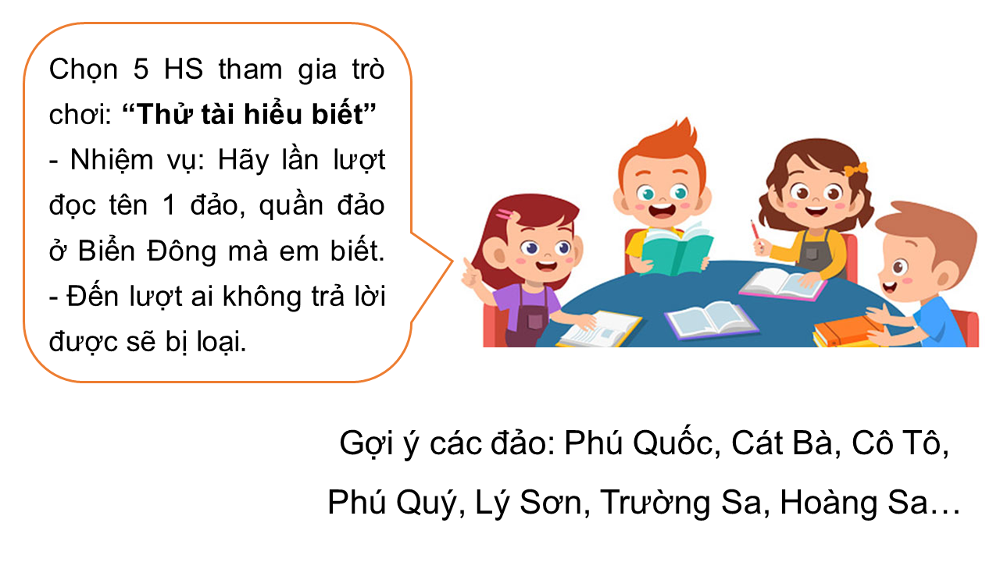 Chọn 5 HS tham gia trò
chơi: “Thử tài hiểu biết”
- Nhiệm vụ: Hãy lần lượt
đọc tên 1 đảo, quần đảo
ở Biển Đông mà em biết.
- Đến lượt ai không trả lời
được sẽ bị loại.
Gợi ý các đảo: Phú Quốc, Cát Bà, Cô Tô,
Phú Quý, Lý Sơn, Trường Sa, Hoàng Sa…